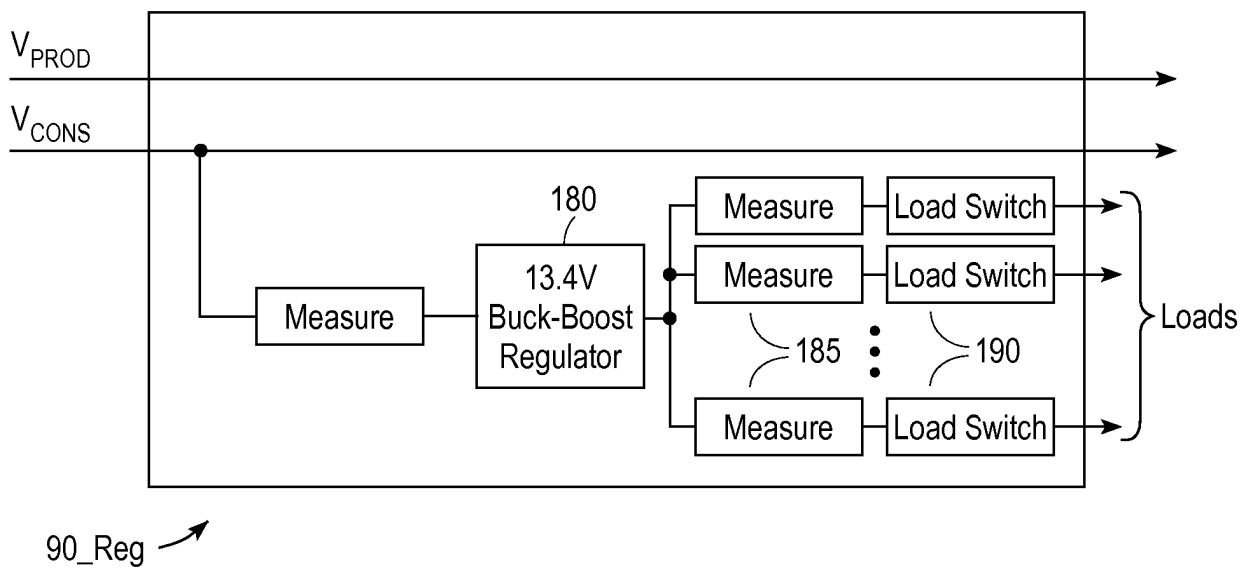 V_PROD
V_CONS
180
Measure
Load Switch
13.4V
Buck-Boost
Regulator
Measure
Load Switch
Measure
185
190
Loads
Measure
Load Switch
90_Reg